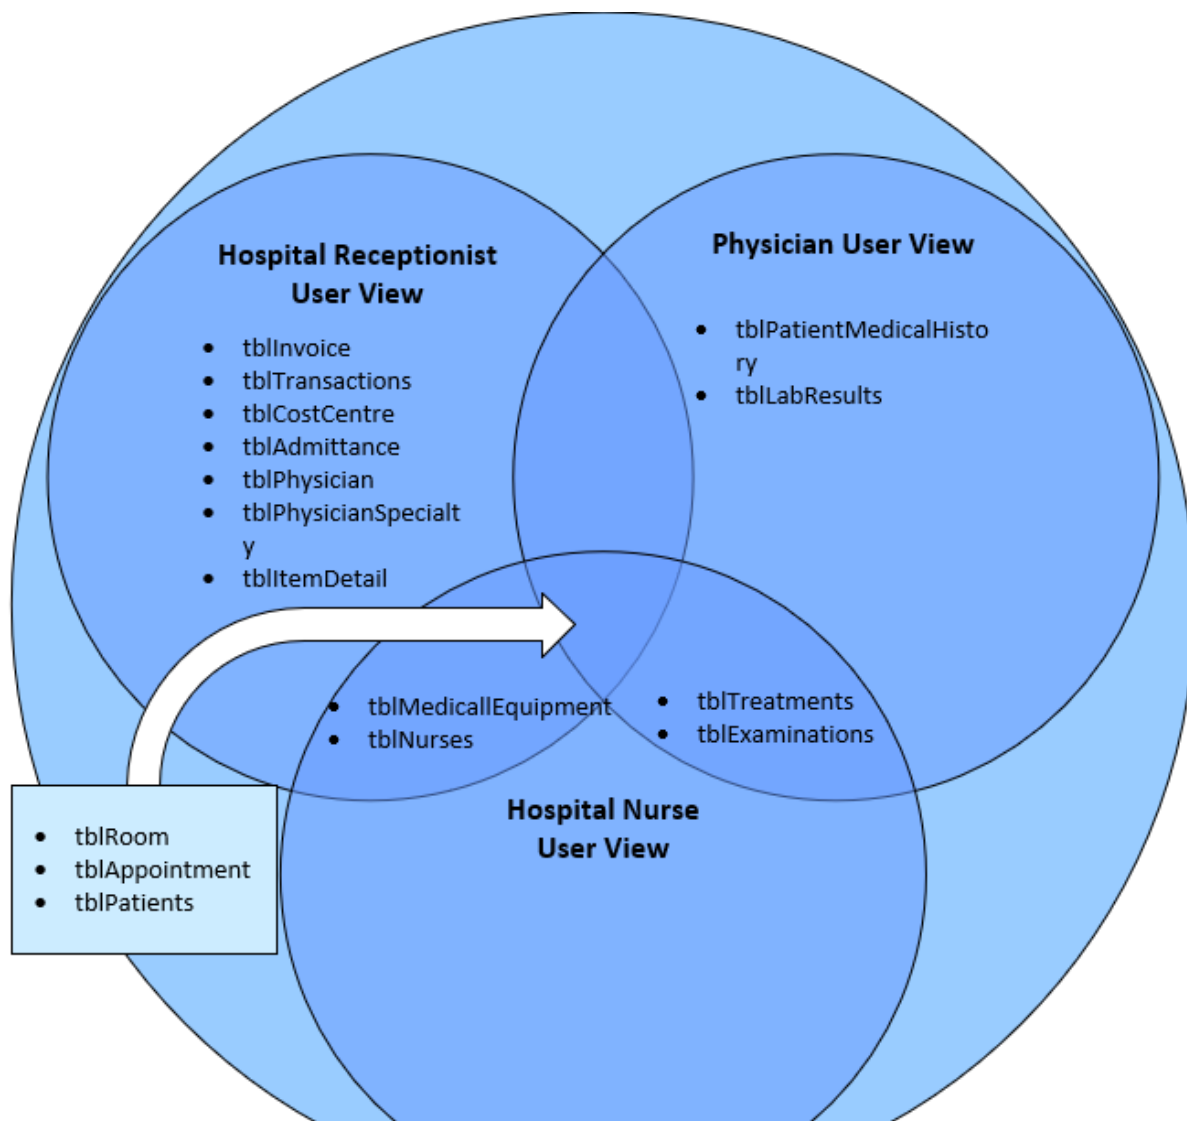 Hospital Receptionist
User View
• tblInvoice
• tblTransactions
• tblCostCentre
• tblAdmittance
• tblPhysician
• tblPhysicianSpecialt
y
• tblItemDetail
Physician User View
• tblPatientMedicalHisto
ry
• tblLabResults
• tblMedicallEquipment
• tblNurses
• tblTreatments
• tblExaminations
Hospital Nurse
User View
• tblRoom
• tblAppointment
• tblPatients